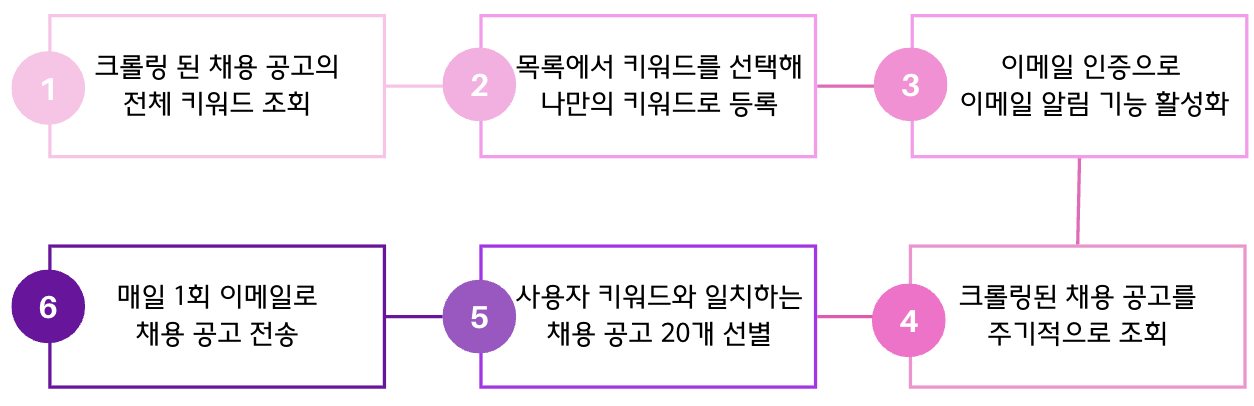 1
크롤링 된 채용 공고의
전체 키워드 조회
2
목록에서 키워드를 선택해
나만의 키워드로 등록
3
이메일 인증으로
이메일 알림 기능 활성화
4
크롤링된 채용 공고를
주기적으로 조회
5
사용자 키워드와 일치하는
채용 공고 20개 선별
6
매일 1회 이메일로
채용 공고 전송